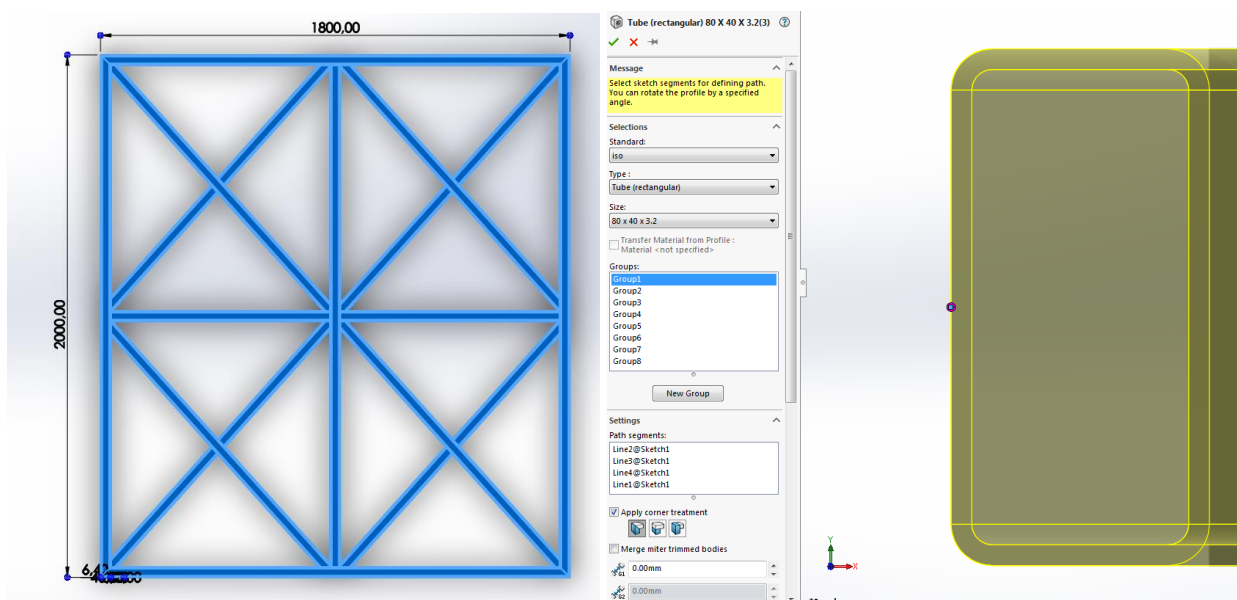 1800,00
2000,00
Tube (rectangular) 80 X 40 X 3.2(3)
Message
Select sketch segments for defining path.
You can rotate the profile by a specified
angle.
Selections
Standard:
iso
Type :
Tube (rectangular)
Size:
80 x 40 x 3.2
Transfer Material from Profile :
Material <not specified>
Groups:
Group1
Group2
Group3
Group4
Group5
Group6
Group7
Group8
New Group
Settings
Path segments:
Line2@Sketch1
Line3@Sketch1
Line4@Sketch1
Line1@Sketch1
Apply corner treatment
Merge miter trimmed bodies
G1
0.00mm
G2
0.00mm
Y
X